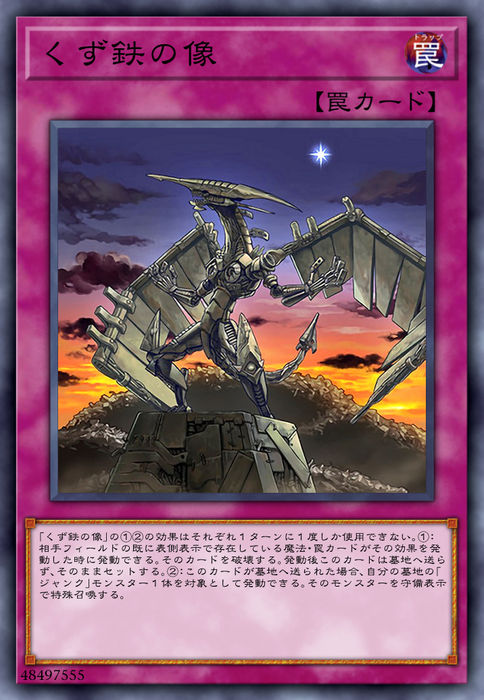 くず鉄の像
トラップ
罠
【罠カード】
「くず鉄の像」の①②の効果はそれぞれ1ターンに1度しか使用できない。①：
相手フィールドの既に表側表示で存在している魔法・罠カードがその効果を発
動した時に発動できる。そのカードを破壊する。発動後このカードは墓地へ送ら
ず、そのままセットする。②：このカードが墓地へ送られた場合、自分の墓地の「
ジャンク」モンスター1体を対象として発動できる。そのモンスターを守備表示
で特殊召喚する。
48497555